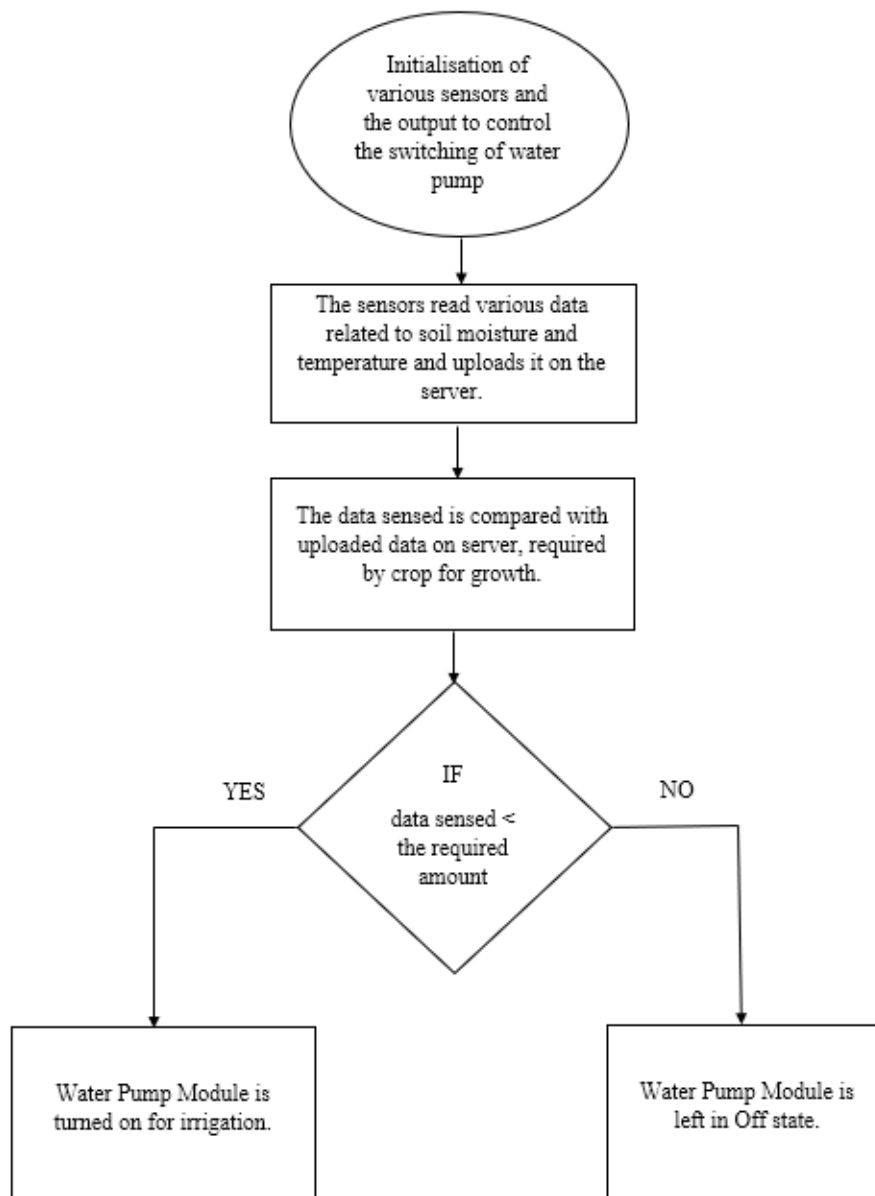 Initialisation of
various sensors and
the output to control
the switching of water
pump
The sensors read various data
related to soil moisture and
temperature and uploads it on the
server.
The data sensed is compared with
uploaded data on server, required
by crop for growth.
IF
data sensed <
the required
amount
YES
NO
Water Pump Module is
turned on for irrigation.
Water Pump Module is
left in Off state.